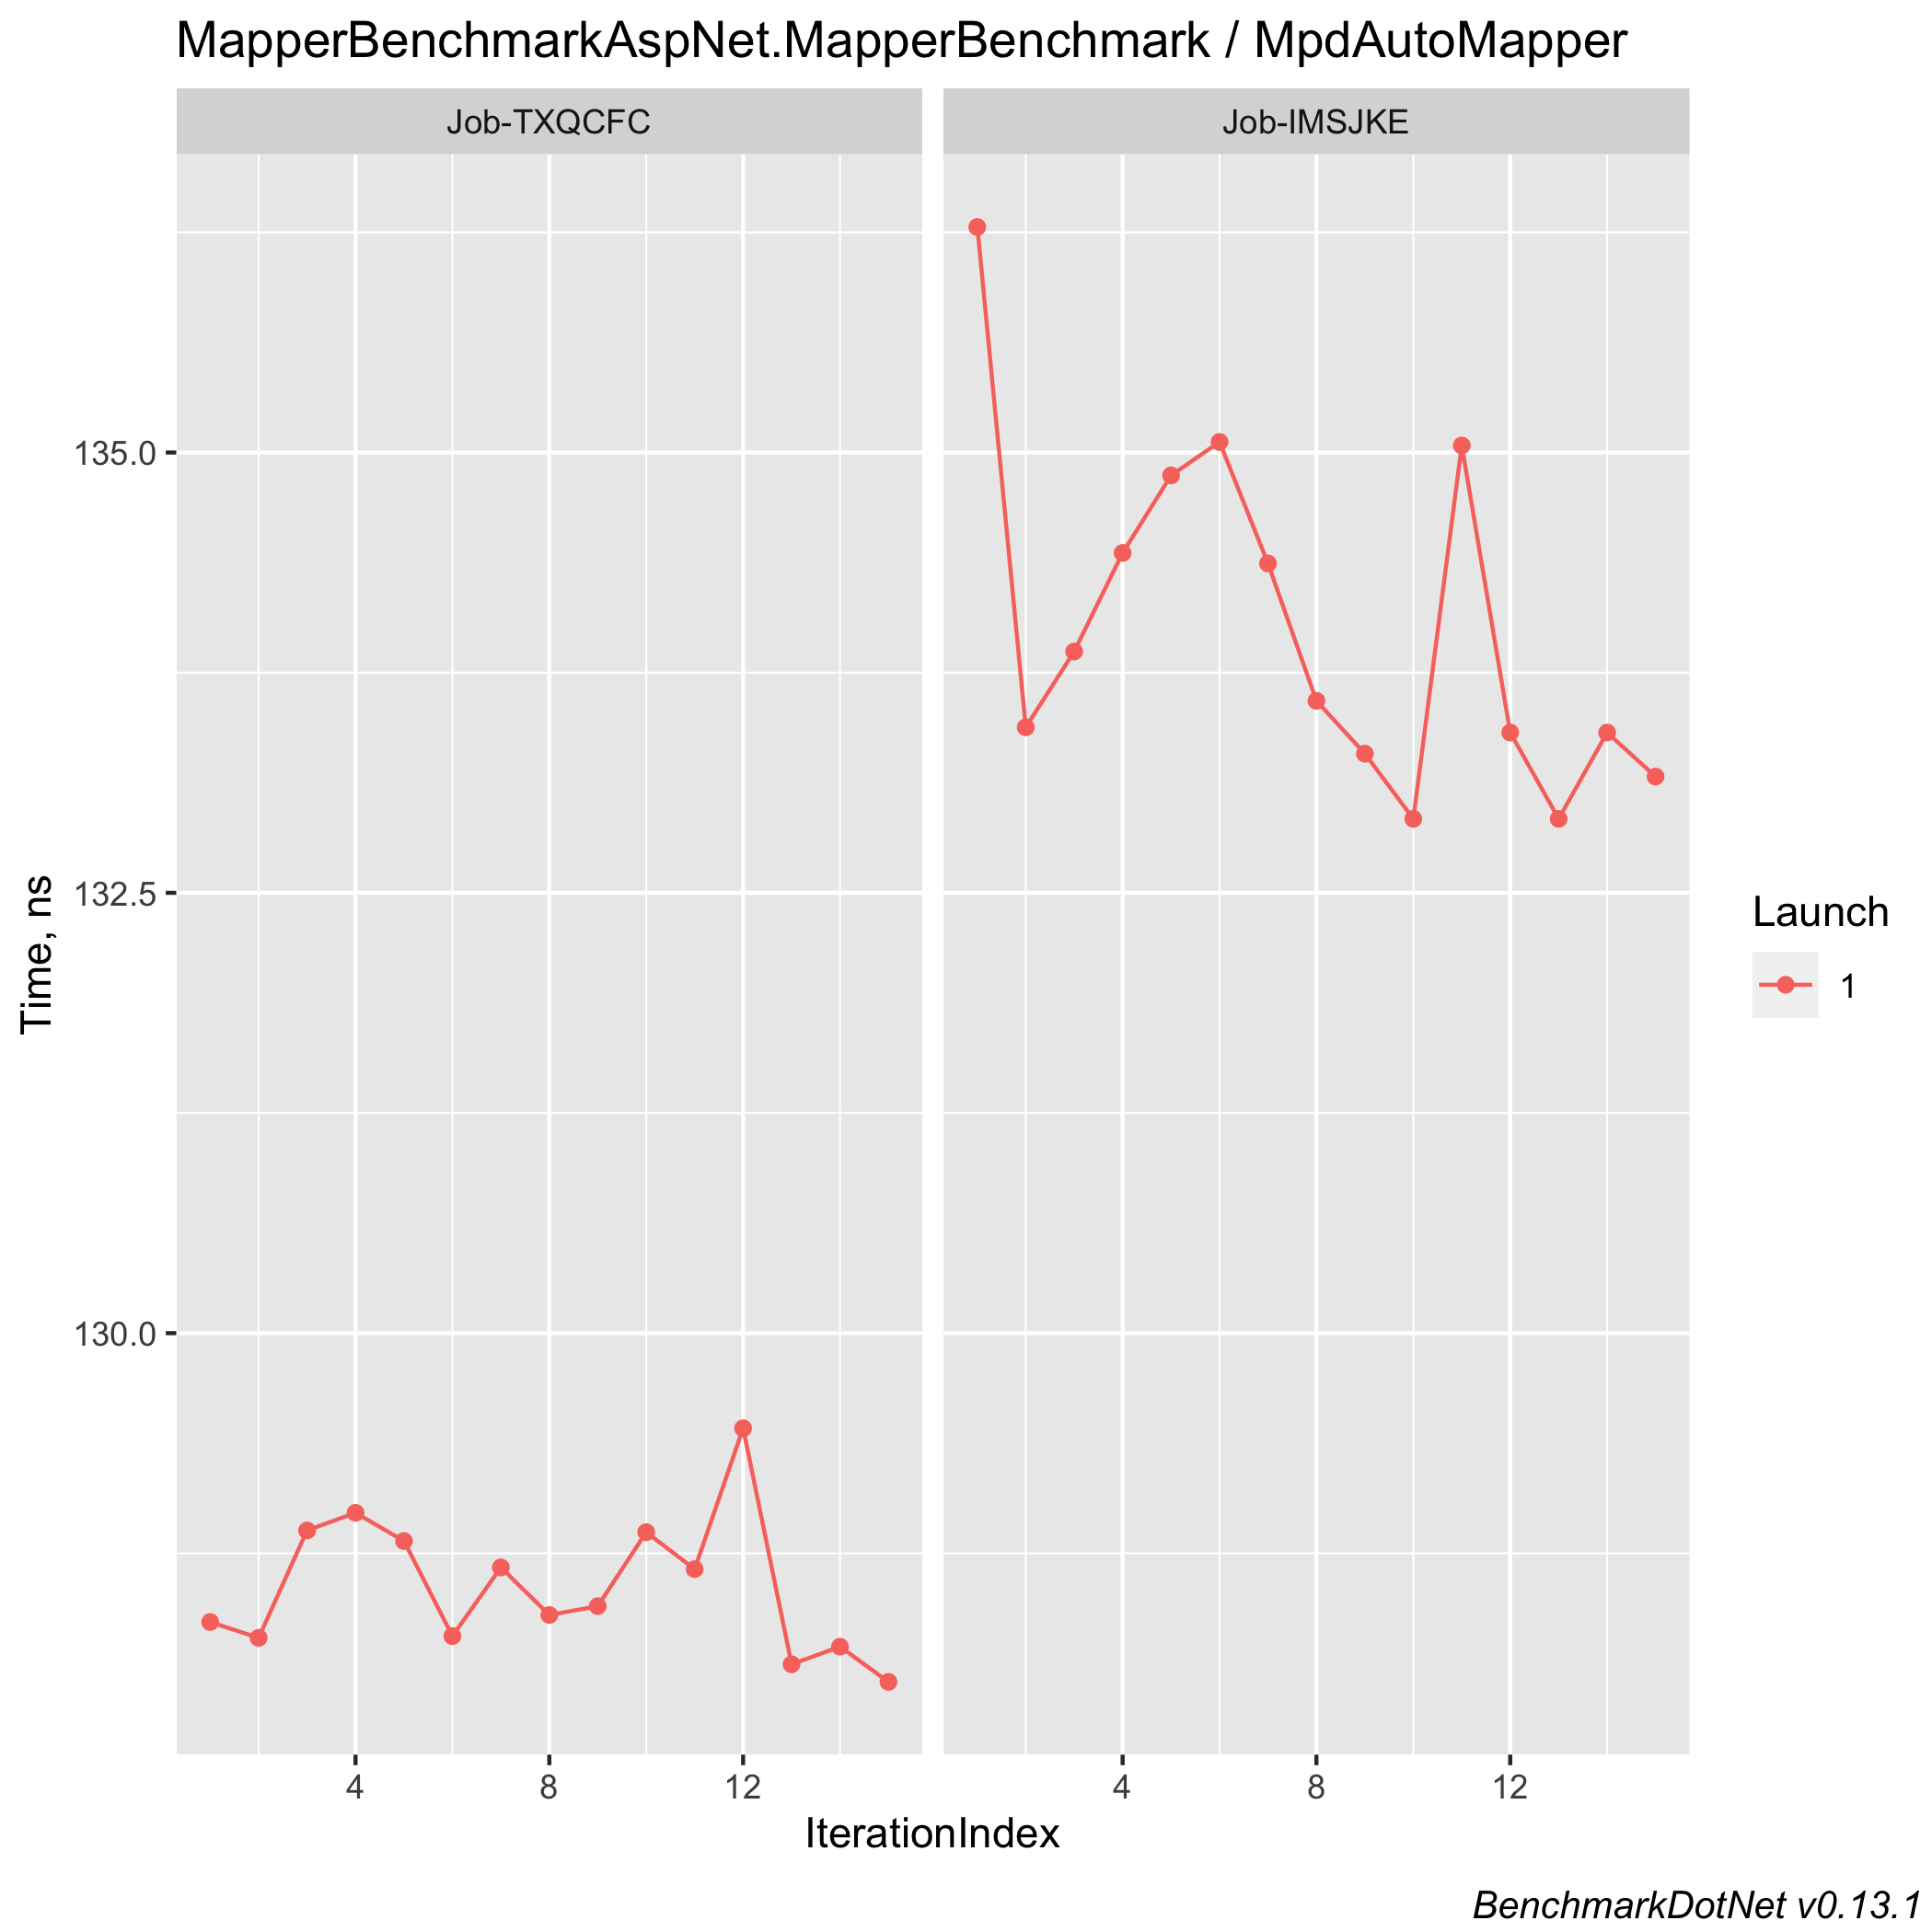 MapperBenchmarkAspNet.MapperBenchmark / MpdAutoMapper
Job-TXQCFC
Job-IMSJKE
135.0
132.5
130.0
Time, ns
4
8
12
4
8
12
IterationIndex
Launch
1
BenchmarkDotNet v0.13.1